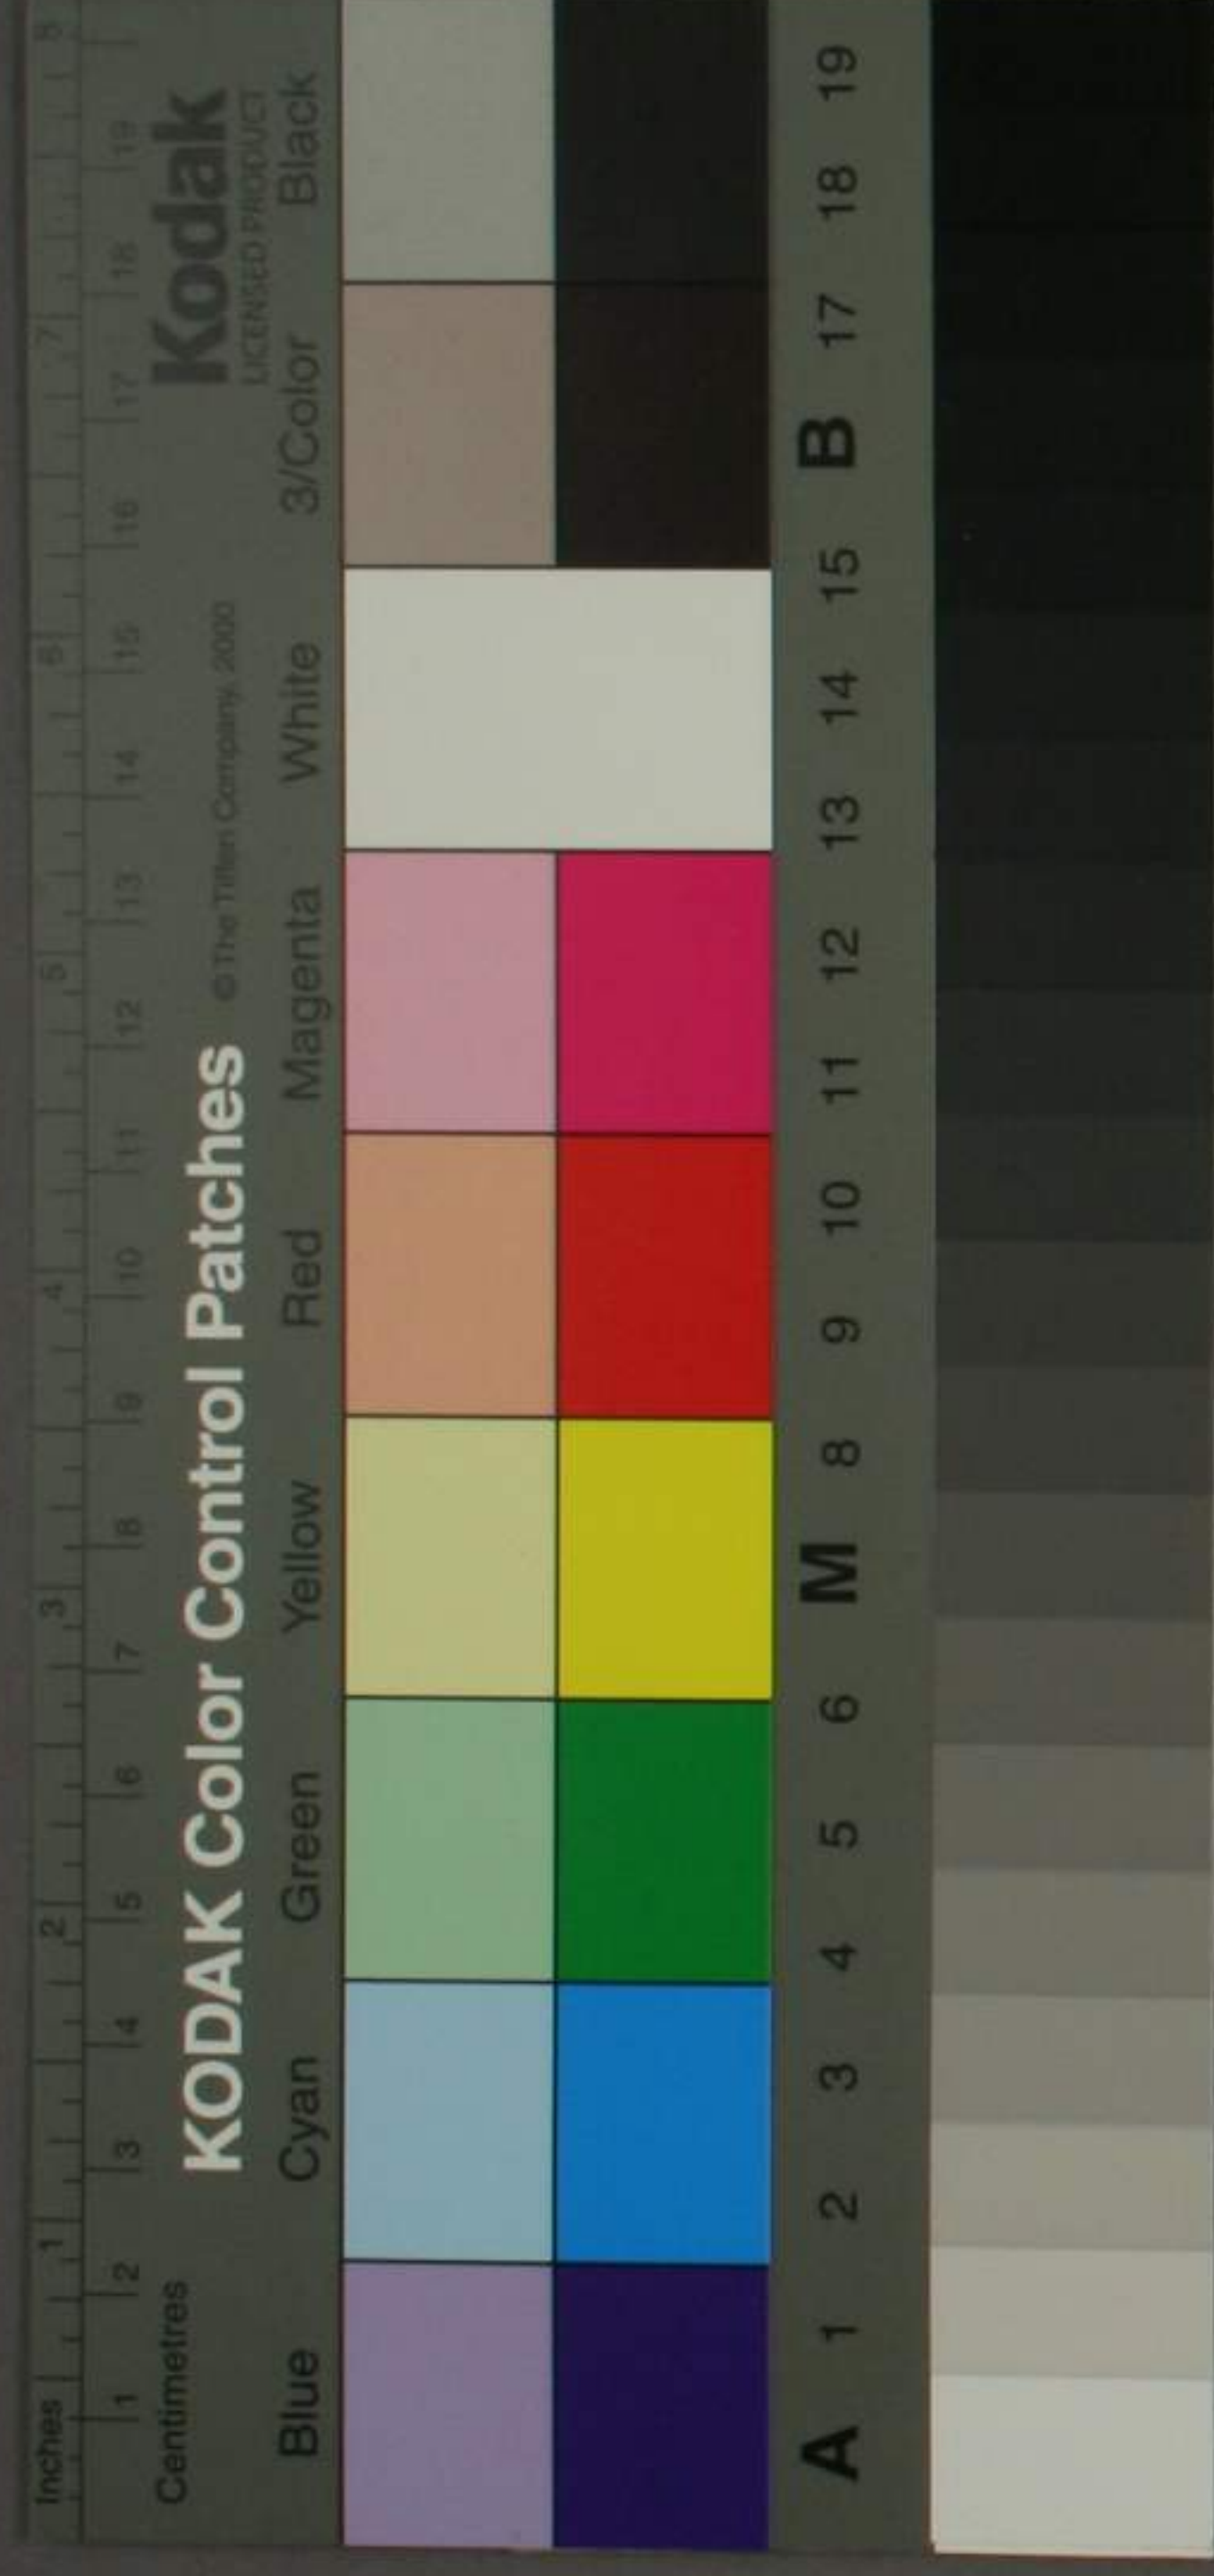 Inches 1 2 3 4 5 6 7 8
Centimetres 1 2 3 4 5 6 7 8 9 10 11 12 13 14 15 16 17 18 19
KODAK Color Control Patches © The Tiffen Company, 2000 Kodak
LICENSED PRODUCT
Blue Cyan Green Yellow Red Magenta White 3/Color Black
A 1 2 3 4 5 6 M 8 9 10 11 12 13 14 15 B 17 18 19